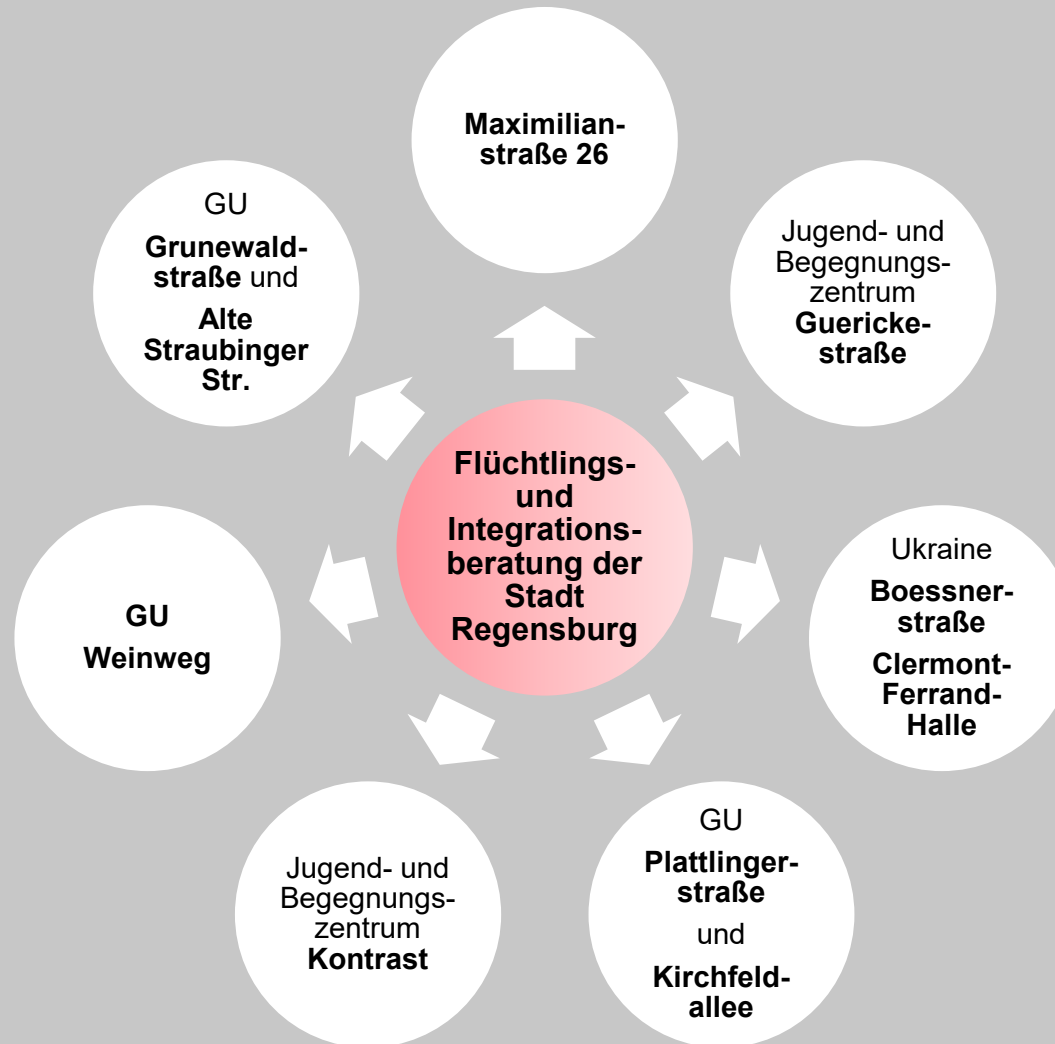 Maximilian-
straße 26
GU
Grunewald-
straße und
Alte
Straubinger
Str.
Jugend- und
Begegnungs-
zentrum
Guericke-
straße
Flüchtlings-
und
Integrations-
beratung der
Stadt
Regensburg
Ukraine
Boessner-
straße
Clermont-
Ferrand-
Halle
GU
Weinweg
Jugend- und
Begegnungs-
zentrum
Kontrast
GU
Plattlinger-
straße
und
Kirchfeld-
allee